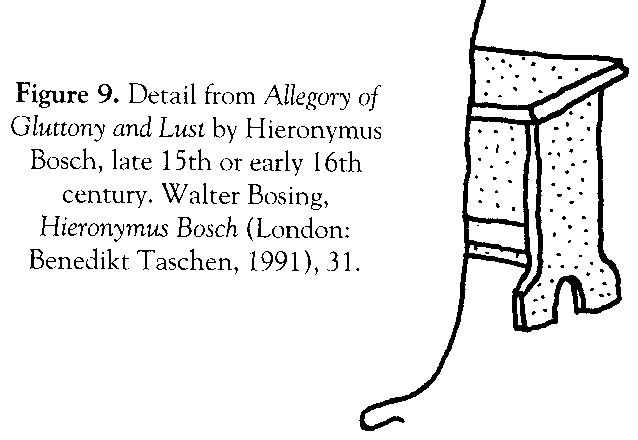 Figure 9. Detail from Allegory of
Gluttony and Lust by Hieronymus
Bosch, late 15th or early 16th
century. Walter Bosing,
Hieronymus Bosch (London:
Benedikt Taschen, 1991), 31.